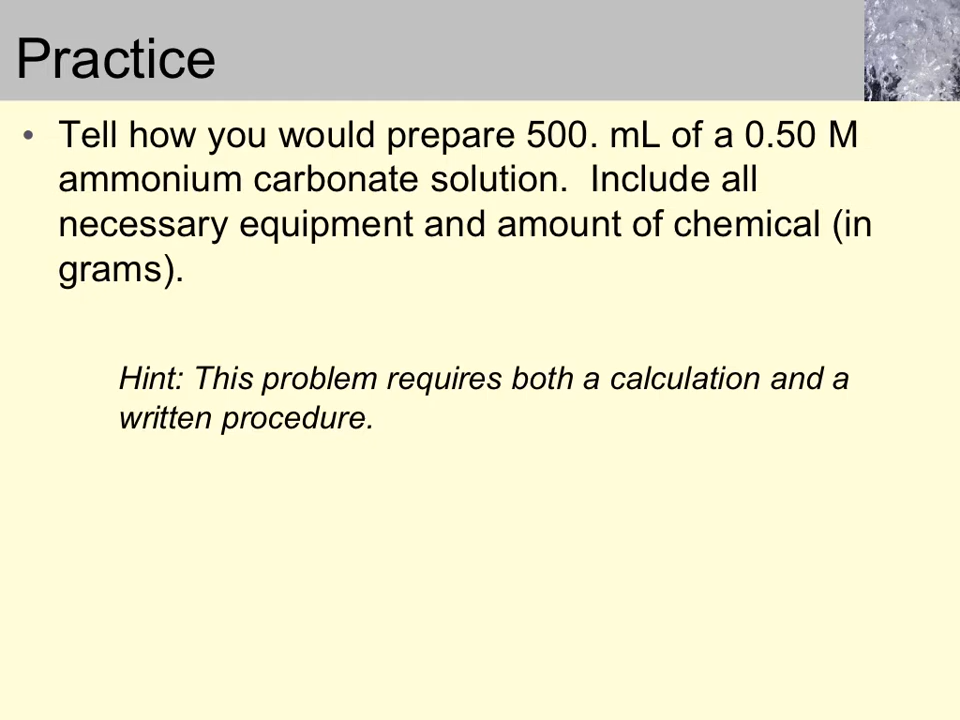 Practice
• Tell how you would prepare 500. mL of a 0.50 M
ammonium carbonate solution.  Include all
necessary equipment and amount of chemical (in
grams).
Hint: This problem requires both a calculation and a
written procedure.